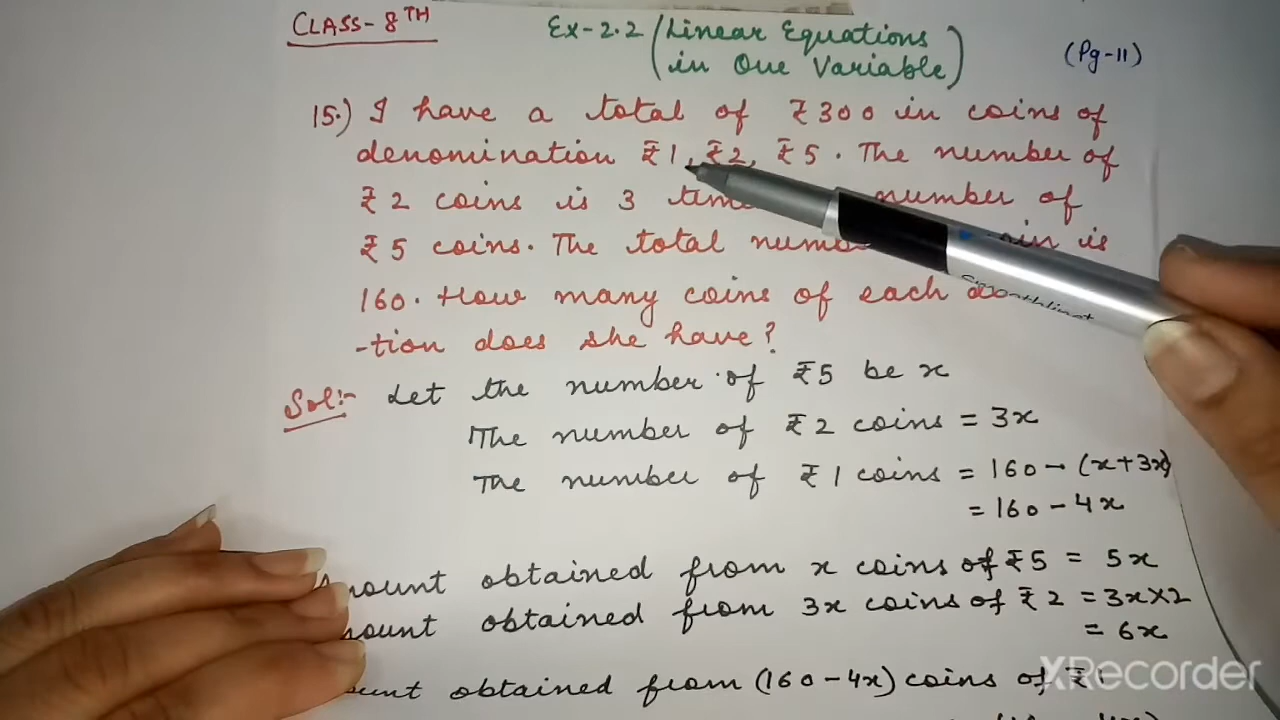 CLASS-8TH
Ex-2.2 (Linear Equations in One Variable)
(Pg-11)
15.) I have a total of ₹300 in coins of
denomination ₹1, ₹2, ₹5. The number of
₹2 coins is 3 number of
₹5 coins. The total is
160. How many coins of each
-tion does she have?
Sol:- Let the number of ₹5 be x
The number of ₹2 coins = 3x
The number of ₹1 coins = 160-(x+3x)
= 160-4x
obtained from x coins of ₹5 = 5x
obtained from 3x coins of ₹2 = 3x×2
= 6x
obtained from (160-4x) coins of
XRecorder